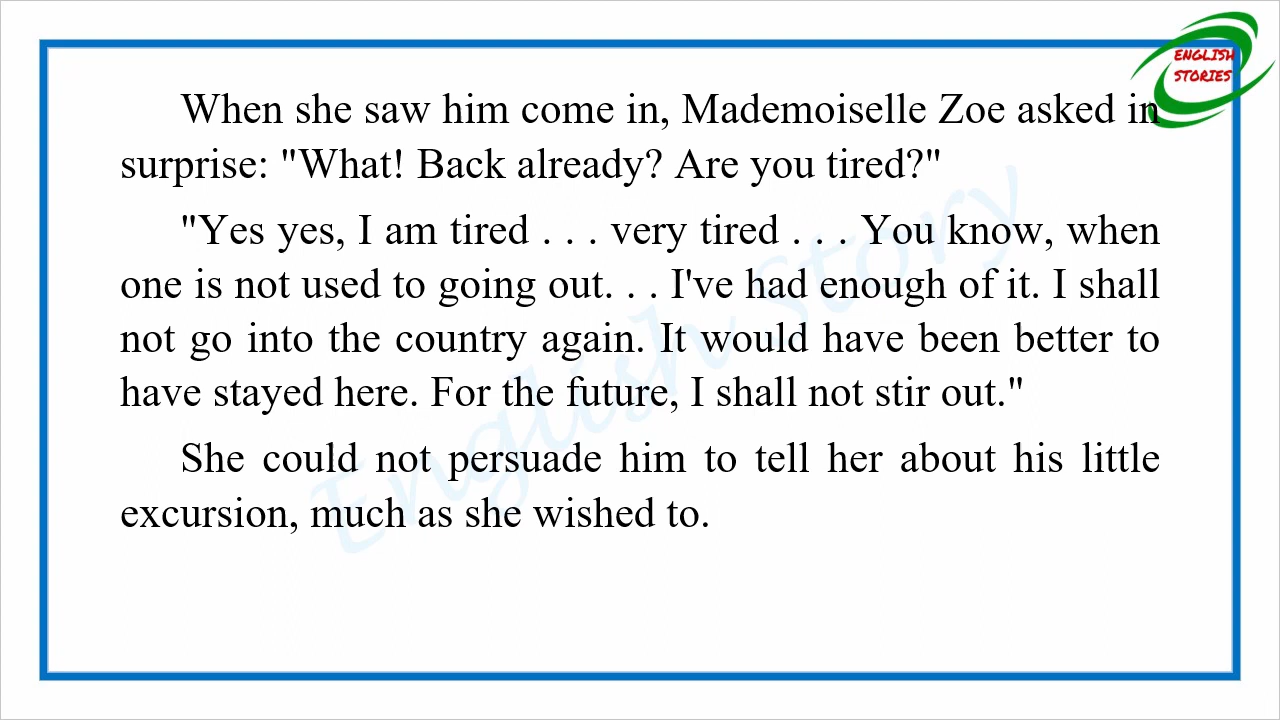 ENGLISH
STORIES
When she saw him come in, Mademoiselle Zoe asked in
surprise: "What! Back already? Are you tired?"
"Yes yes, I am tired . . . very tired . . . You know, when
one is not used to going out. . . I've had enough of it. I shall
not go into the country again. It would have been better to
have stayed here. For the future, I shall not stir out."
She could not persuade him to tell her about his little
excursion, much as she wished to.
English Story